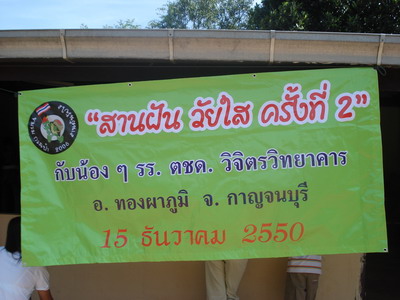 "สานฝัน วัยใส ครั้งที่ 2"
กับน้อง ๆ รร. ตชด. วิจิตรวิทยาคาร
อ. ทองผาภูมิ จ. กาญจนบุรี
15 ธันวาคม 2550